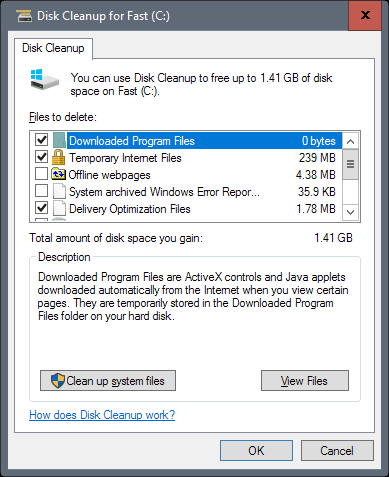 Disk Cleanup for Fast (C:)
Disk Cleanup
You can use Disk Cleanup to free up to 1.41 GB of disk
space on Fast (C:).
Files to delete:
Downloaded Program Files 0 bytes
Temporary Internet Files 239 MB
Offline webpages 4.38 MB
System archived Windows Error Repor... 35.9 KB
Delivery Optimization Files 1.78 MB
Total amount of disk space you gain: 1.41 GB
Description
Downloaded Program Files are ActiveX controls and Java applets
downloaded automatically from the Internet when you view certain
pages. They are temporarily stored in the Downloaded Program
Files folder on your hard disk.
Clean up system files View Files
How does Disk Cleanup work?
OK Cancel